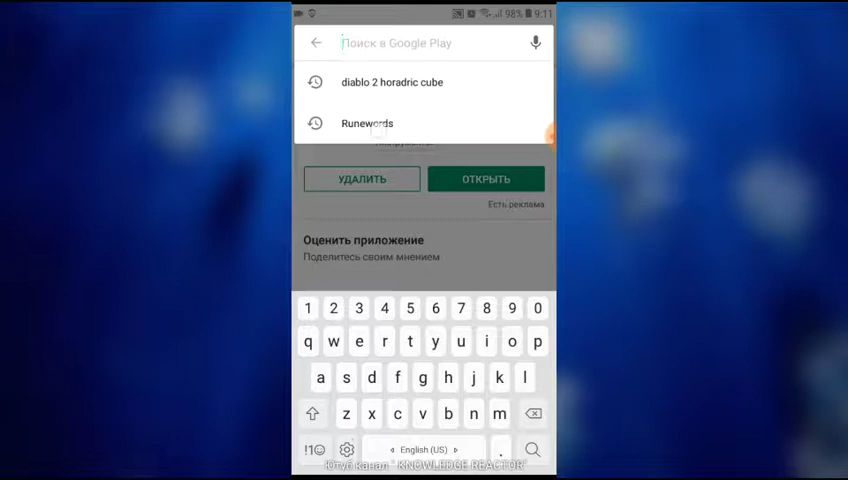 98% 9:11
Поиск в Google Play
diablo 2 horadric cube
Runewords
УДАЛИТЬ
ОТКРЫТЬ
Есть реклама
Оценить приложение
Поделитесь своим мнением
1 2 3 4 5 6 7 8 9 0
q w e r t y u i o p
a s d f g h j k l
z x c v b n m
!1☺ English (US) .
Ютуб канал " KNOWLEDGE REACTOR"